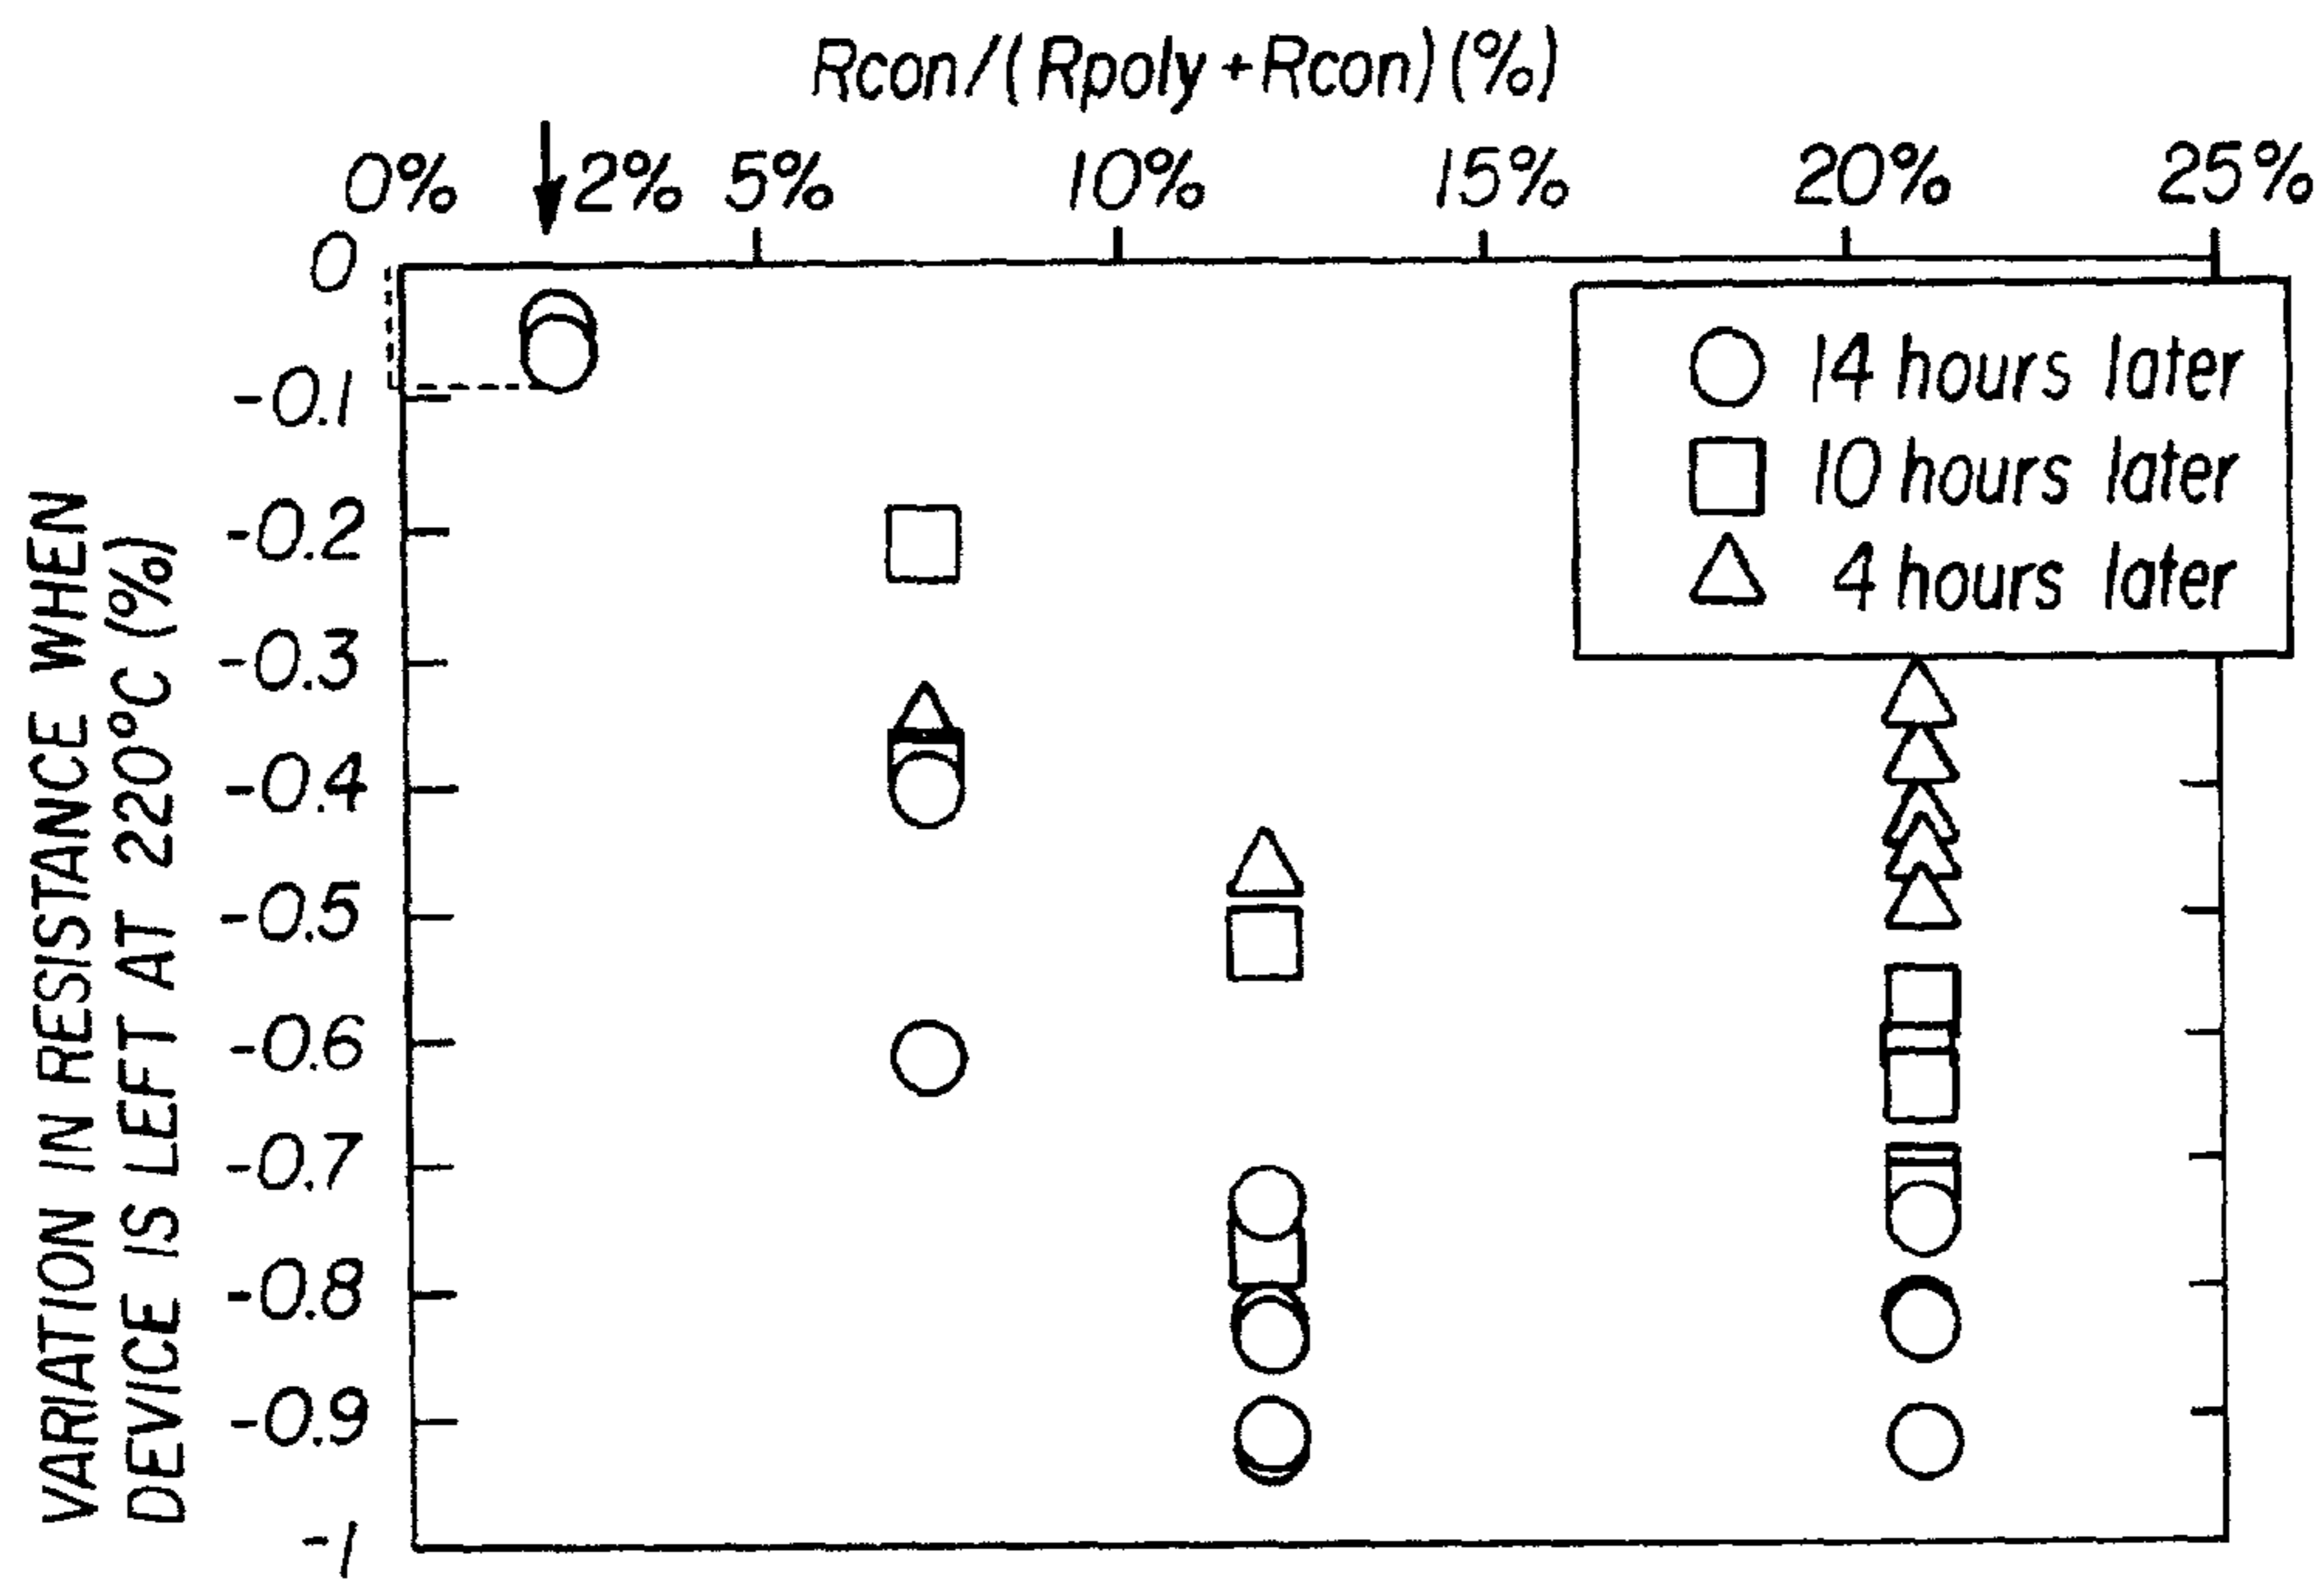 Rcon/(Rpoly+Rcon)(%)
0% 2% 5% 10% 15% 20% 25%
0
-0.1
-0.2
-0.3
-0.4
-0.5
-0.6
-0.7
-0.8
-0.9
-1
VARIATION IN RESISTANCE WHEN
DEVICE IS LEFT AT 220°C (%)
14 hours later
10 hours later
4 hours later